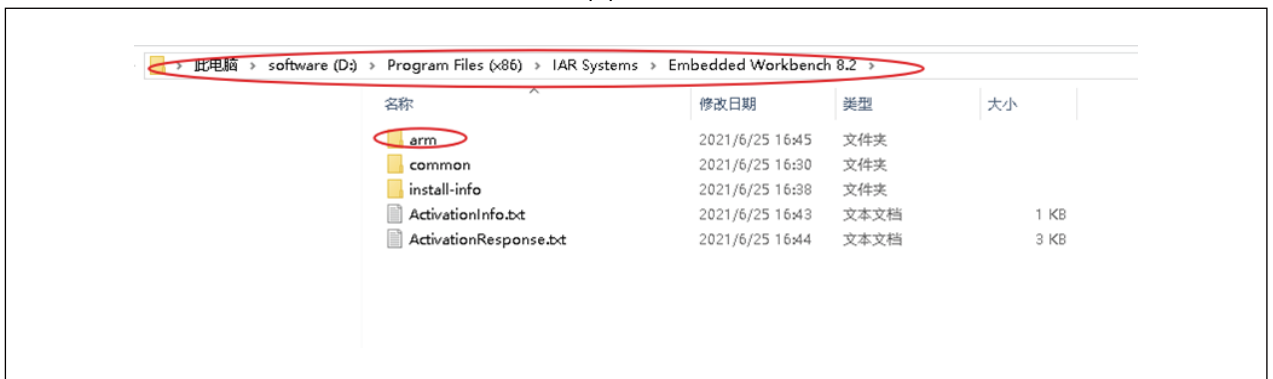 此电脑 › software (D:) › Program Files (x86) › IAR Systems › Embedded Workbench 8.2 ›
名称 修改日期 类型 大小
arm 2021/6/25 16:45 文件夹
common 2021/6/25 16:30 文件夹
install-info 2021/6/25 16:38 文件夹
ActivationInfo.txt 2021/6/25 16:43 文本文档 1 KB
ActivationResponse.txt 2021/6/25 16:44 文本文档 3 KB